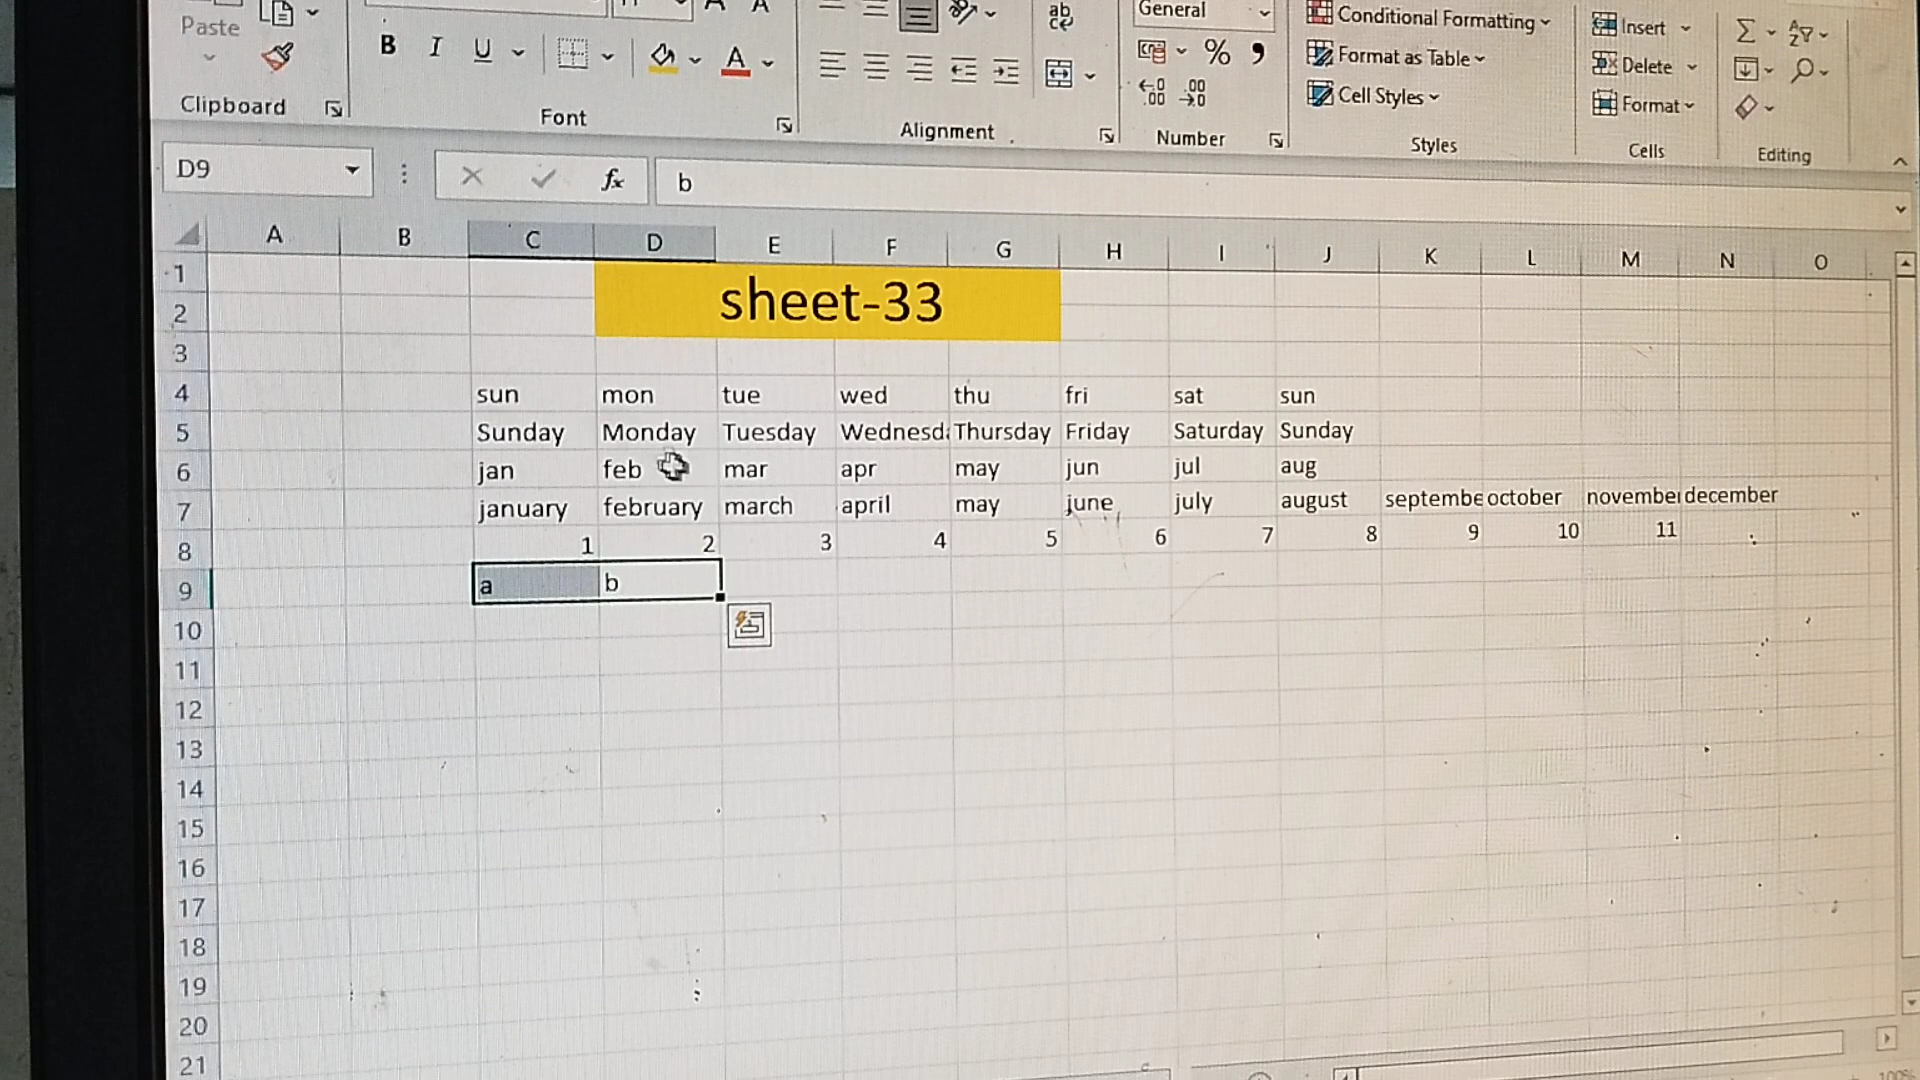 Paste
Clipboard
B I U A
Font
ab
Alignment
General
% ,
Number
Conditional Formatting
Format as Table
Cell Styles
Styles
Insert
Delete
Format
Cells
Editing
D9 fx b
A B C D E F G H I J K L M N O
1 sheet-33
2
3
4 sun mon tue wed thu fri sat sun
5 Sunday Monday Tuesday Wednesd Thursday Friday Saturday Sunday
6 jan feb mar apr may jun jul aug
7 january february march april may june july august septembe october november december
8 1 2 3 4 5 6 7 8 9 10 11
9 a b
10
11
12
13
14
15
16
17
18
19
20
21